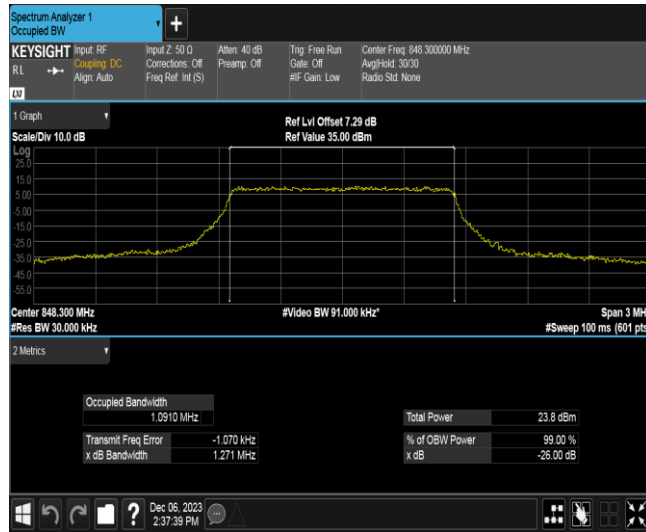 Spectrum Analyzer 1
Occupied BW
+
KEYSIGHT Input: RF Input Z: 50 Ω Atten: 40 dB Trig: Free Run Center Freq: 848.300000 MHz
RL Coupling: DC Corrections: Off Preamp: Off Gate: Off Avg|Hold: 30/30
Align: Auto Freq Ref: Int (S) #IF Gain: Low Radio Std: None
LXI
1 Graph
Ref Lvl Offset 7.29 dB
Scale/Div 10.0 dB Ref Value 35.00 dBm
Log
25.0
15.0
5.00
-5.00
-15.0
-25.0
-35.0
-45.0
-55.0
Center 848.300 MHz #Video BW 91.000 kHz* Span 3 MH
#Res BW 30.000 kHz #Sweep 100 ms (601 pts
2 Metrics
Occupied Bandwidth
1.0910 MHz Total Power 23.8 dBm
Transmit Freq Error -1.070 kHz % of OBW Power 99.00 %
x dB Bandwidth 1.271 MHz x dB -26.00 dB
? Dec 06, 2023
2:37:39 PM